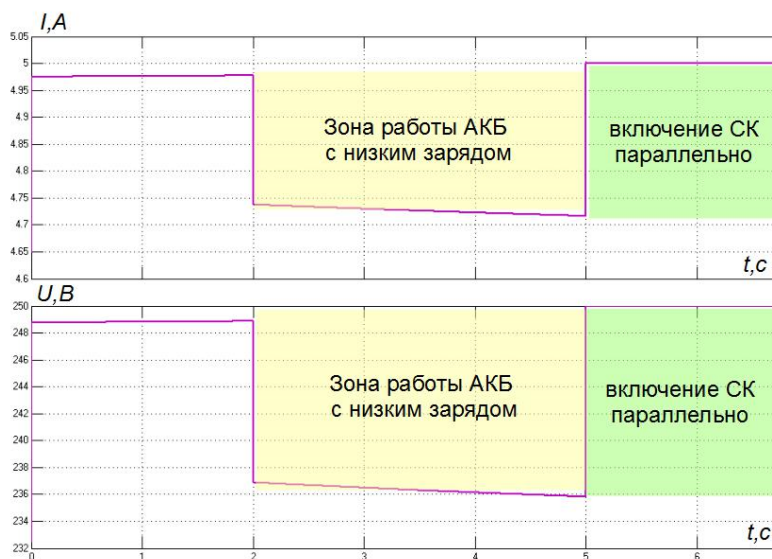 I,A
5.05
5
4.95
4.9
4.85
4.8
4.75
4.7
4.65
4.6
Зона работы АКБ
с низким зарядом
включение СК
параллельно
t,c
U,B
250
248
246
244
242
240
238
236
234
232
Зона работы АКБ
с низким зарядом
включение СК
параллельно
t,c
0 1 2 3 4 5 6